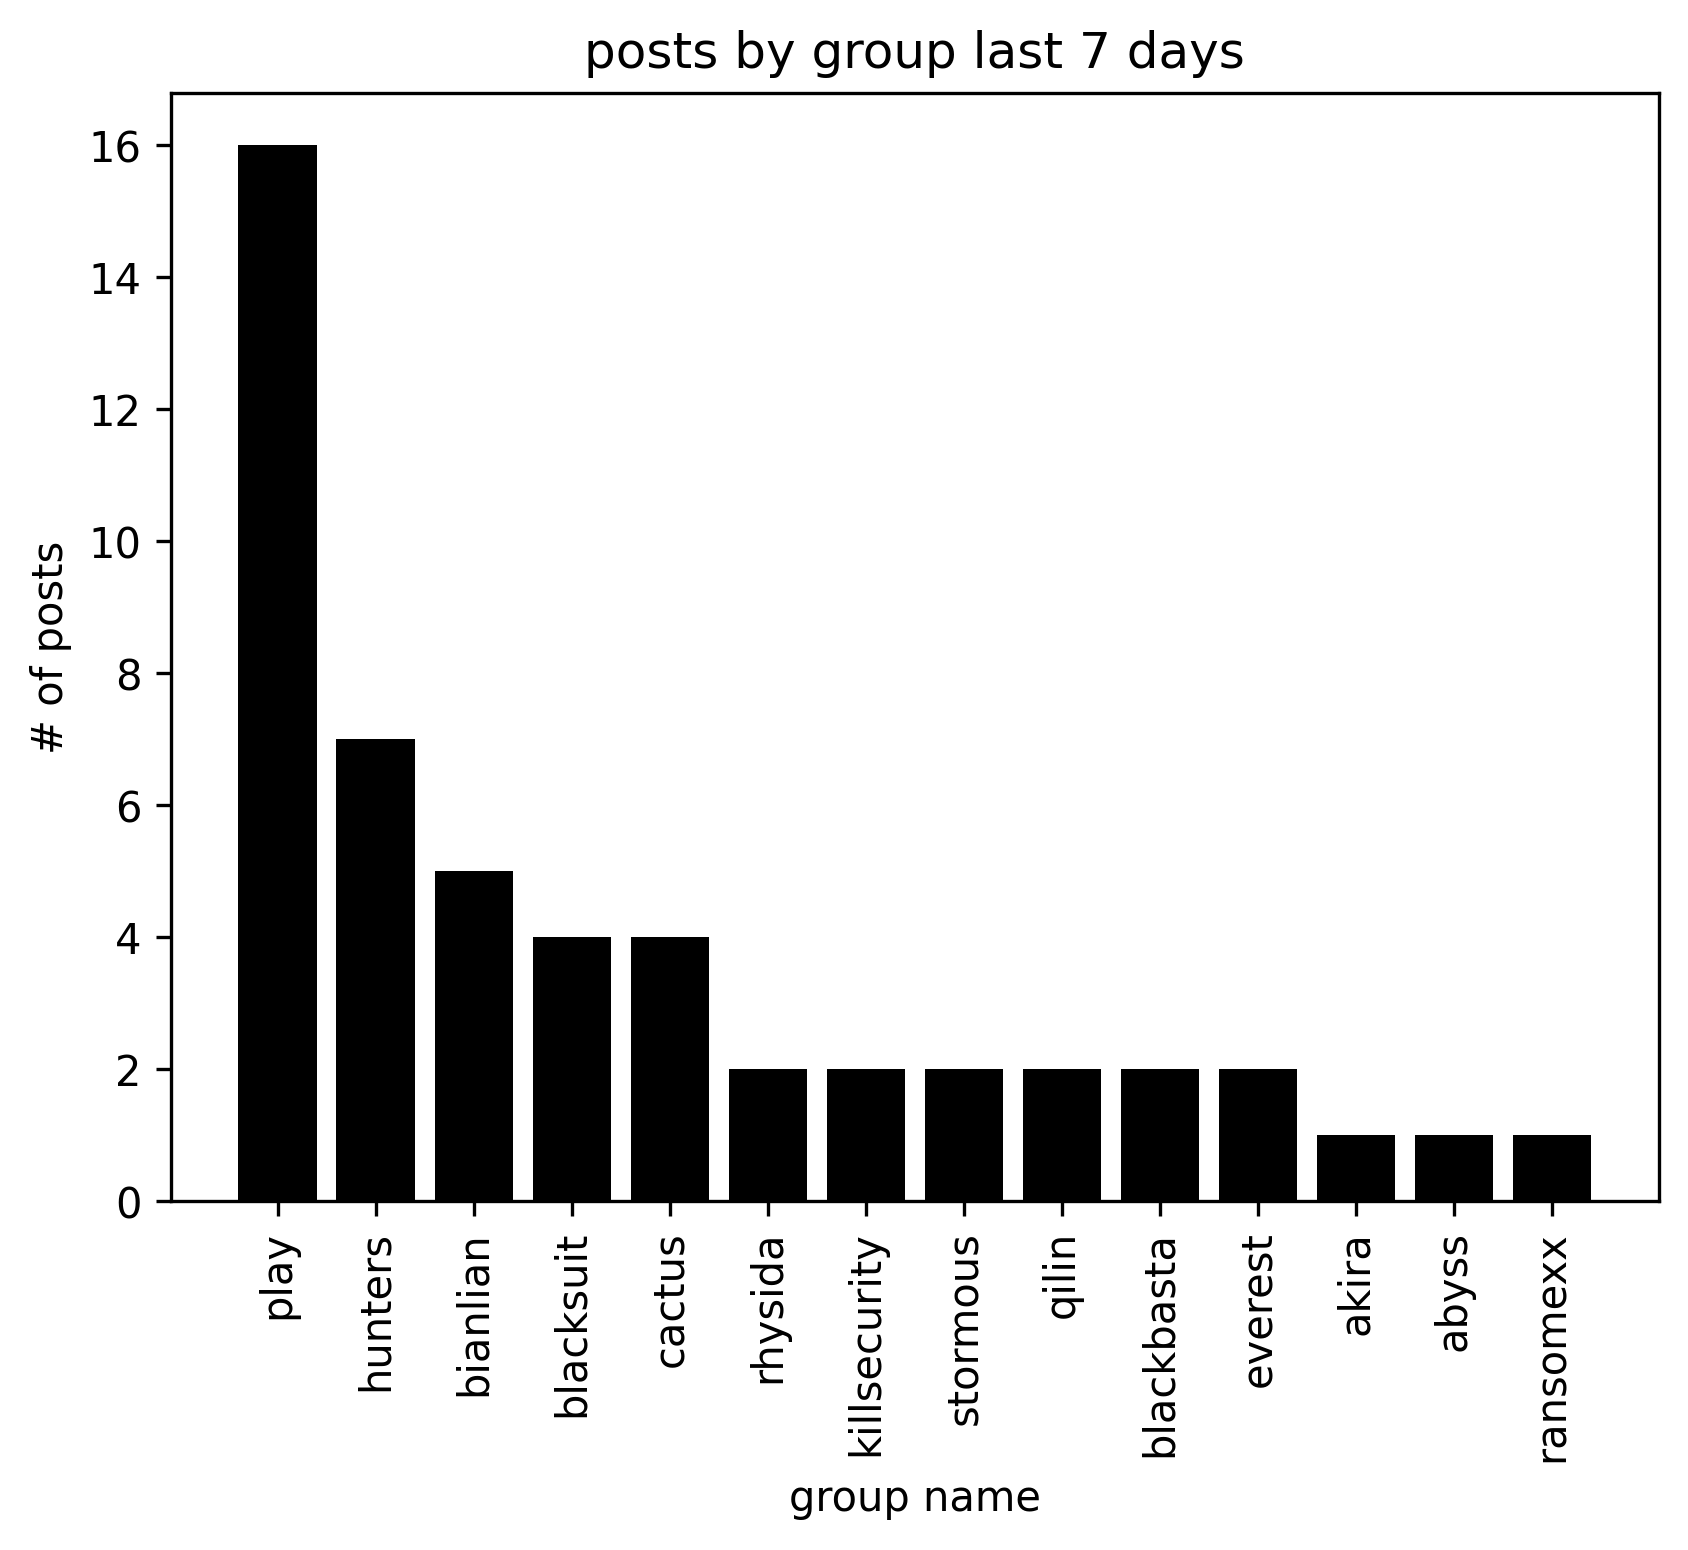 posts by group last 7 days
# of posts
16
14
12
10
8
6
4
2
0
play
hunters
bianlian
blacksuit
cactus
rhysida
killsecurity
stormous
qilin
blackbasta
everest
akira
abyss
ransomexx
group name